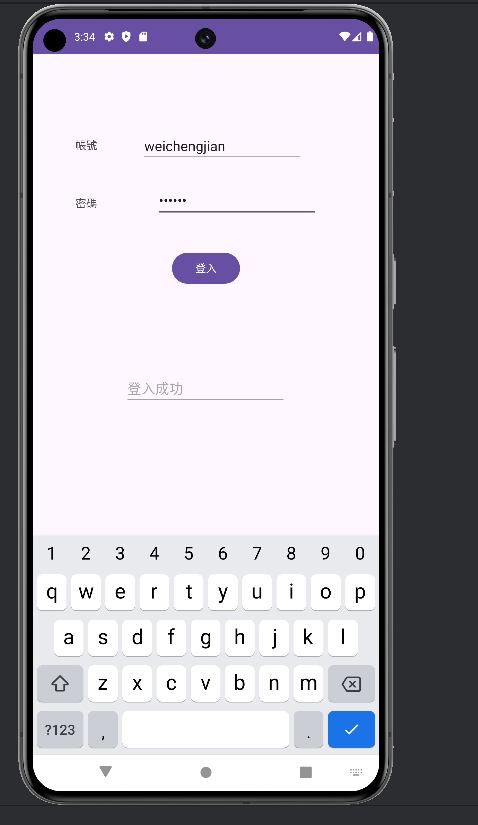 3:34
帳號 weichengjian
密碼 ••••••
登入
登入成功
1 2 3 4 5 6 7 8 9 0
q w e r t y u i o p
a s d f g h j k l
z x c v b n m
?123 , .